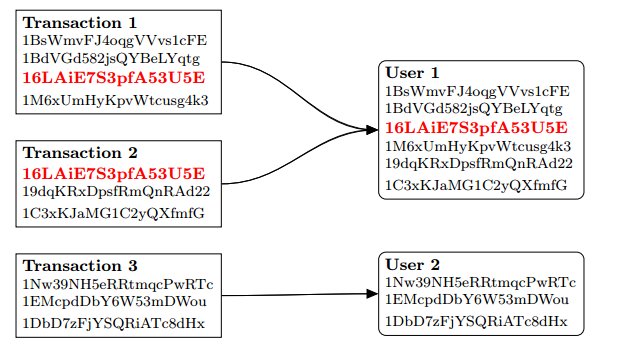 Transaction 1
1BsWmvFJ4oqgVVvs1cFE
1BdVGd582jsQYBeLYqtg
16LAiE7S3pfA53U5E
1M6xUmHyKpvWtcusg4k3
Transaction 2
16LAiE7S3pfA53U5E
19dqKRxDpsfRmQnRAd22
1C3xKJaMG1C2yQXfmfG
Transaction 3
1Nw39NH5eRRtmqcPwRTc
1EMcpdDbY6W53mDWou
1DbD7zFjYSQRiATc8dHx
User 1
1BsWmvFJ4oqgVVvs1cFE
1BdVGd582jsQYBeLYqtg
16LAiE7S3pfA53U5E
1M6xUmHyKpvWtcusg4k3
19dqKRxDpsfRmQnRAd22
1C3xKJaMG1C2yQXfmfG
User 2
1Nw39NH5eRRtmqcPwRTc
1EMcpdDbY6W53mDWou
1DbD7zFjYSQRiATc8dHx